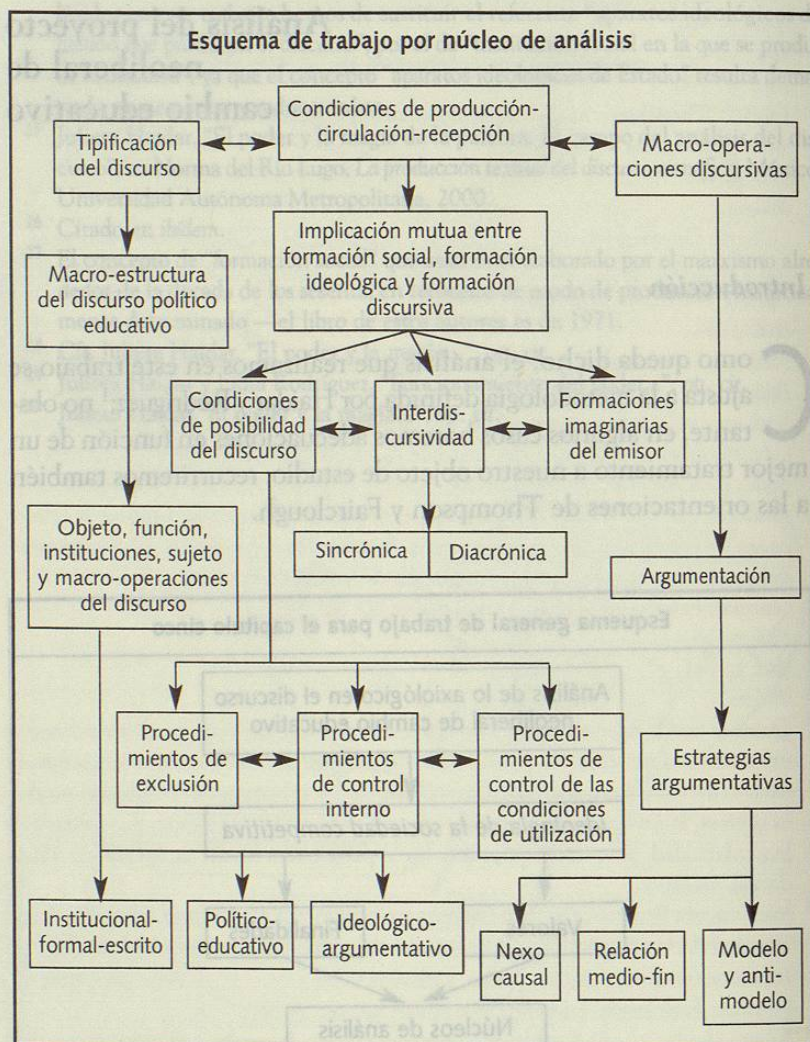 Esquema de trabajo por núcleo de análisis
Tipificación
del discurso
Condiciones de producción-
circulación-recepción
Macro-opera-
ciones discursivas
Macro-estructura
del discurso político
educativo
Implicación mutua entre
formación social, formación
ideológica y formación
discursiva
Condiciones
de posibilidad
del discurso
Interdis-
cursividad
Formaciones
imaginarias
del emisor
Sincrónica
Diacrónica
Objeto, función,
instituciones, sujeto
y macro-operaciones
del discurso
Argumentación
Procedi-
mientos de
exclusión
Procedi-
mientos
de control
interno
Procedi-
mientos de
control de las
condiciones
de utilización
Estrategias
argumentativas
Institucional-
formal-escrito
Político-
educativo
Ideológico-
argumentativo
Nexo
causal
Relación
medio-fin
Modelo
y anti-
modelo